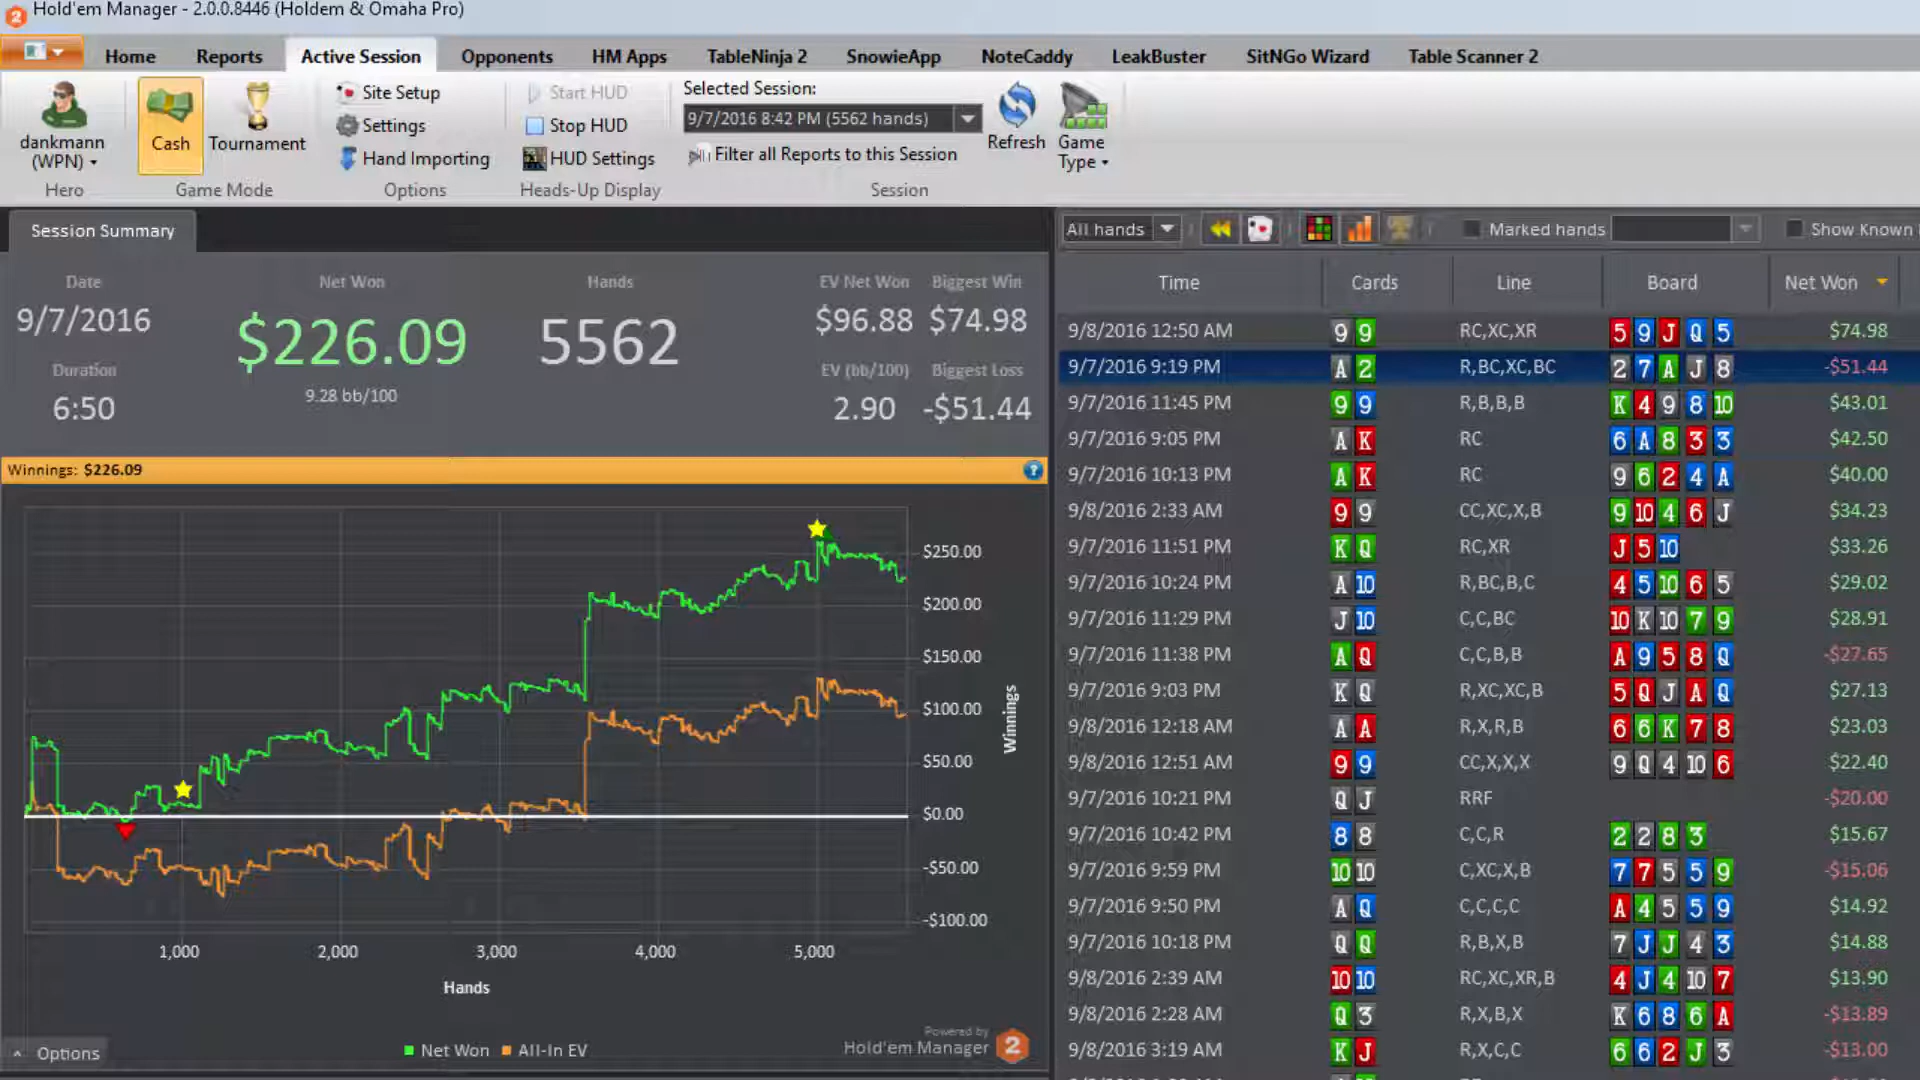 Hold'em Manager - 2.0.0.8446 (Holdem & Omaha Pro)
Home Reports Active Session Opponents HM Apps TableNinja 2 SnowieApp NoteCaddy LeakBuster SitNGo Wizard Table Scanner 2
dankmann (WPN)
Hero
Cash Tournament
Game Mode
Site Setup
Settings
Hand Importing
Options
Start HUD
Stop HUD
HUD Settings
Heads-Up Display
Selected Session:
9/7/2016 8:42 PM (5562 hands)
Filter all Reports to this Session
Refresh
Game Type
Session
Session Summary
Date
9/7/2016
Duration
6:50
Net Won
$226.09
9.28 bb/100
Hands
5562
EV Net Won Biggest Win
$96.88 $74.98
EV (bb/100) Biggest Loss
2.90 -$51.44
Winnings: $226.09
?
$250.00
$200.00
$150.00
$100.00
$50.00
$0.00
-$50.00
-$100.00
Winnings
1,000 2,000 3,000 4,000 5,000
Hands
Net Won All-In EV
Powered by
Hold'em Manager 2
Options
All hands Marked hands Show Known
Time Cards Line Board Net Won
9/8/2016 12:50 AM 9 9 RC,XC,XR 5 9 J Q 5 $74.98
9/7/2016 9:19 PM A 2 R,BC,XC,BC 2 7 A J 8 -$51.44
9/7/2016 11:45 PM 9 9 R,B,B,B K 4 9 8 10 $43.01
9/7/2016 9:05 PM A K RC 6 A 8 3 3 $42.50
9/7/2016 10:13 PM A K RC 9 6 2 4 A $40.00
9/8/2016 2:33 AM 9 9 CC,XC,X,B 9 10 4 6 J $34.23
9/7/2016 11:51 PM K Q RC,XR J 5 10 $33.26
9/7/2016 10:24 PM A 10 R,BC,B,C 4 5 10 6 5 $29.02
9/7/2016 11:29 PM J 10 C,C,BC 10 K 10 7 9 $28.91
9/7/2016 11:38 PM A Q C,C,B,B A 9 5 8 Q -$27.65
9/7/2016 9:03 PM K Q R,XC,XC,B 5 Q J A Q $27.13
9/8/2016 12:18 AM A A R,X,R,B 6 6 K 7 8 $23.03
9/8/2016 12:51 AM 9 9 CC,X,X,X 9 Q 4 10 6 $22.40
9/7/2016 10:21 PM Q J RRF -$20.00
9/7/2016 10:42 PM 8 8 C,C,R 2 2 8 3 $15.67
9/7/2016 9:59 PM 10 10 C,XC,X,B 7 7 5 5 9 -$15.06
9/7/2016 9:50 PM A Q C,C,C,C A 4 5 5 9 $14.92
9/7/2016 10:18 PM Q Q R,B,X,B 7 J J 4 3 $14.88
9/8/2016 2:39 AM 10 10 RC,XC,XR,B 4 J 4 10 7 $13.90
9/8/2016 2:28 AM Q 3 R,X,B,X K 6 8 6 A -$13.89
9/8/2016 3:19 AM K J R,X,C,C 6 6 2 J 3 -$13.00